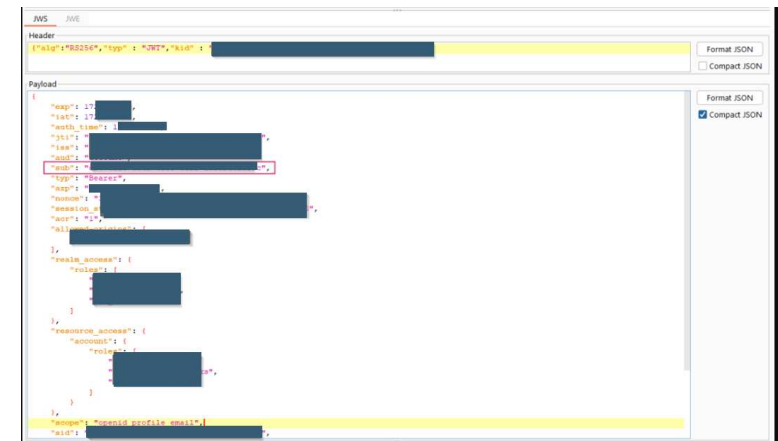 JWS JWE
Header
{"alg":"RS256","typ" : "JWT","kid" : "
Format JSON
Compact JSON
Payload
Format JSON
Compact JSON
{
"exp": 17 ,
"iat": 17 ,
"auth_time": 1
"jti": " ",
"iss": "
"aud": "
"sub": " c",
"typ": "Bearer",
"azp": " ,
"nonce": "
"session_s ",
"acr": "1",
],
"realm_access": {
"roles": [
"
"
"
]
},
"resource_access": {
"account": {
"roles": [
"
" s",
"
]
}
},
"scope": "openid profile email",
"sid": " ",